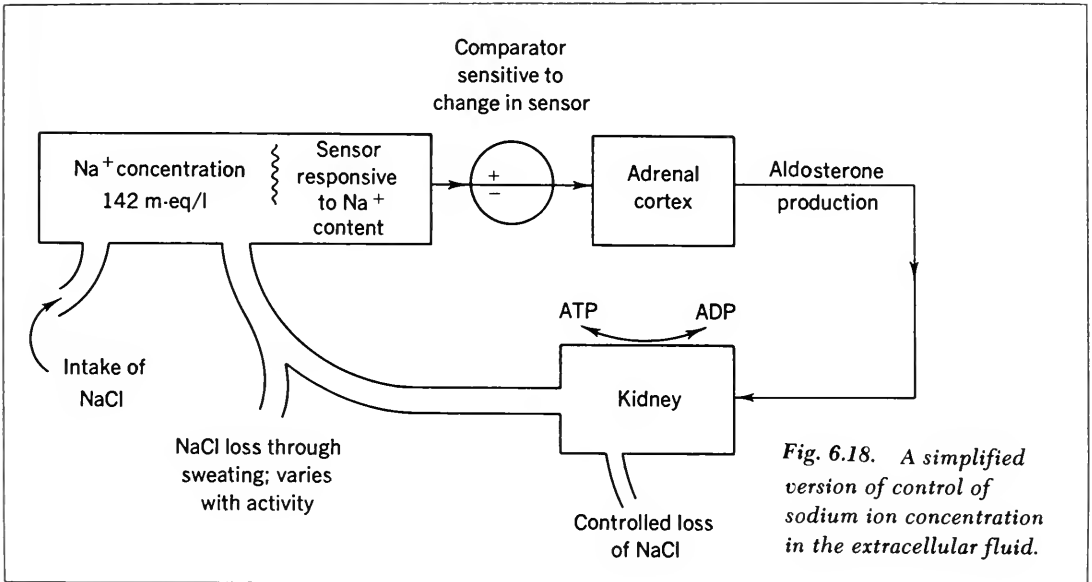 Comparator
sensitive to
change in sensor
Na+ concentration
142 m-eq/l
Sensor
responsive
to Na+
content
+
−
Adrenal
cortex
Aldosterone
production
Intake of
NaCl
NaCl loss through
sweating; varies
with activity
ATP
ADP
Kidney
Controlled loss
of NaCl
Fig. 6.18. A simplified
version of control of
sodium ion concentration
in the extracellular fluid.